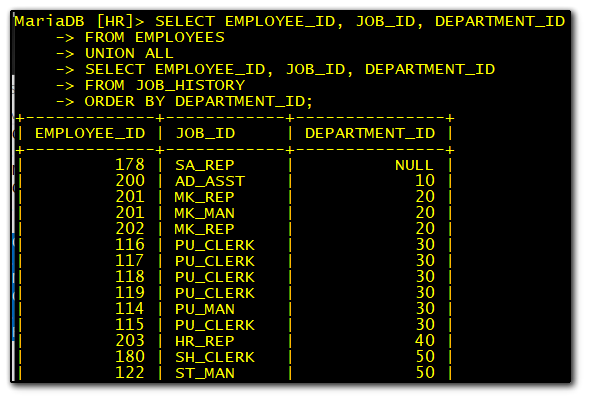 MariaDB [HR]> SELECT EMPLOYEE_ID, JOB_ID, DEPARTMENT_ID
    -> FROM EMPLOYEES
    -> UNION ALL
    -> SELECT EMPLOYEE_ID, JOB_ID, DEPARTMENT_ID
    -> FROM JOB_HISTORY
    -> ORDER BY DEPARTMENT_ID;
+-------------+------------+---------------+
| EMPLOYEE_ID | JOB_ID     | DEPARTMENT_ID |
+-------------+------------+---------------+
|         178 | SA_REP     |          NULL |
|         200 | AD_ASST    |            10 |
|         201 | MK_REP     |            20 |
|         201 | MK_MAN     |            20 |
|         202 | MK_REP     |            20 |
|         116 | PU_CLERK   |            30 |
|         117 | PU_CLERK   |            30 |
|         118 | PU_CLERK   |            30 |
|         119 | PU_CLERK   |            30 |
|         114 | PU_MAN     |            30 |
|         115 | PU_CLERK   |            30 |
|         203 | HR_REP     |            40 |
|         180 | SH_CLERK   |            50 |
|         122 | ST_MAN     |            50 |